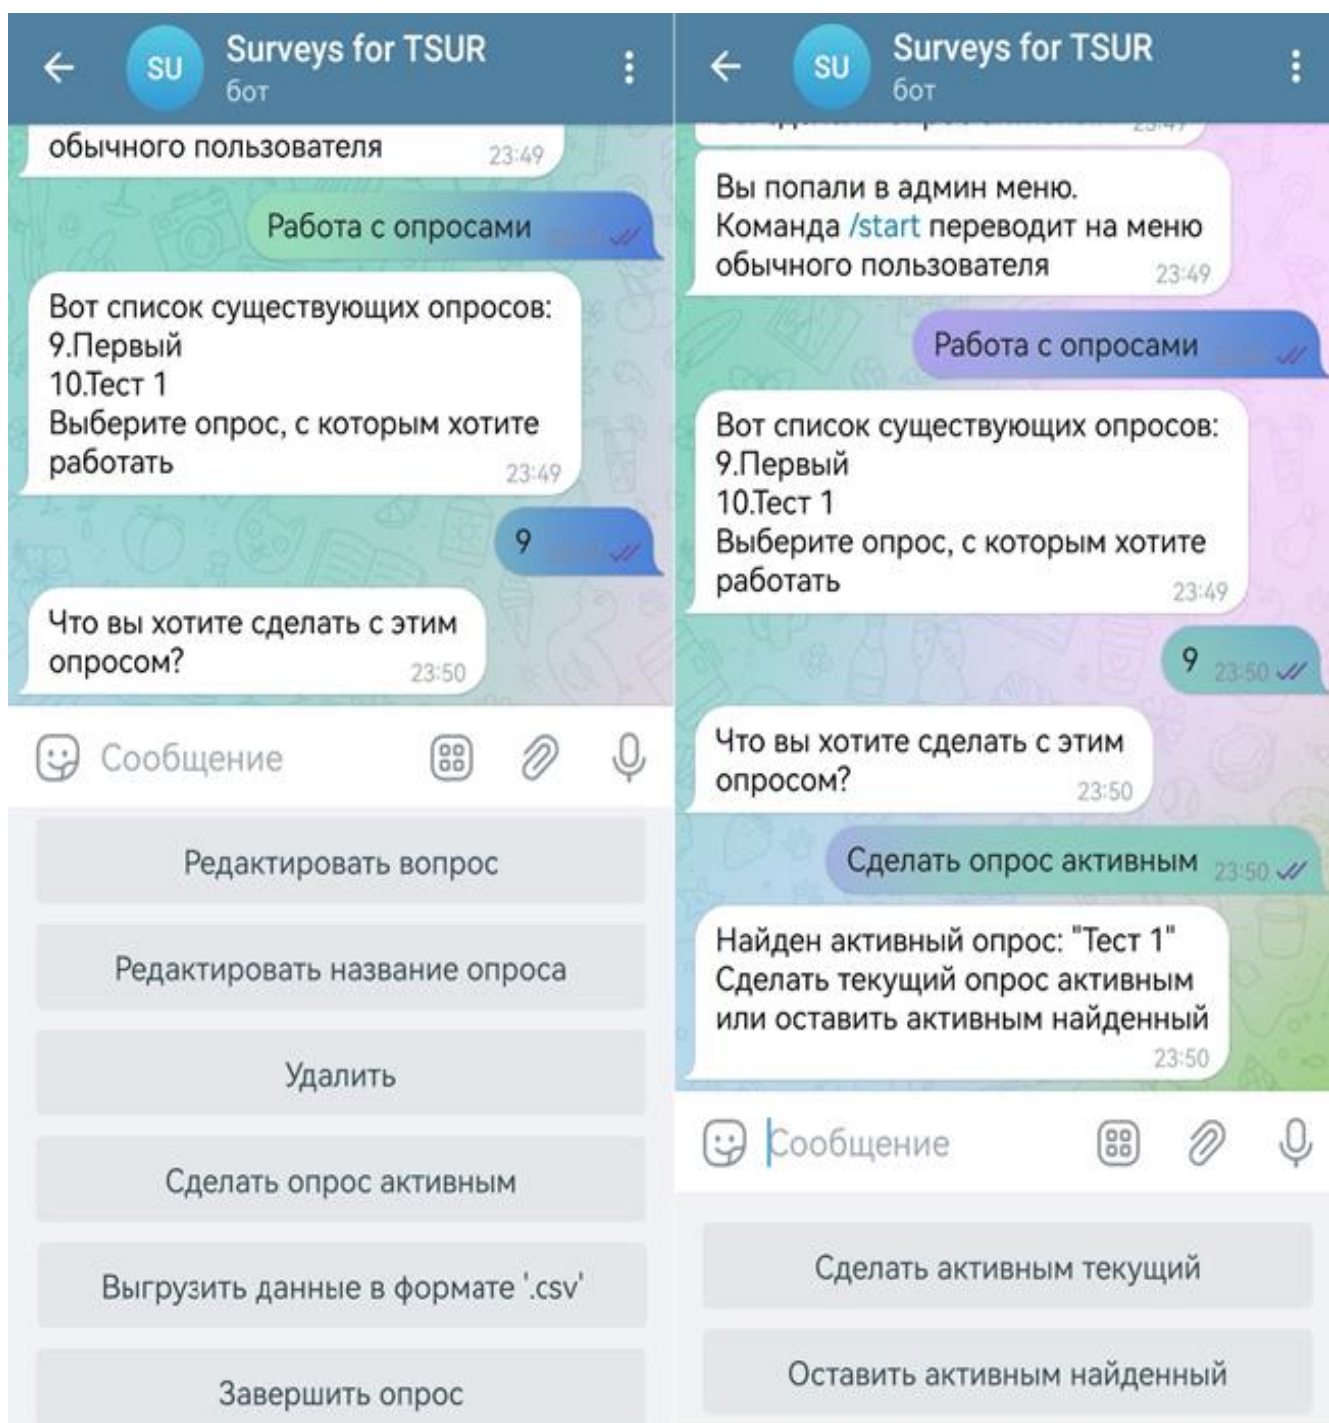 SU
Surveys for TSUR
бот
обычного пользователя
23:49
Работа с опросами
Вот список существующих опросов:
9.Первый
10.Тест 1
Выберите опрос, с которым хотите
работать
23:49
9
Что вы хотите сделать с этим
опросом?
23:50
Сообщение
Редактировать вопрос
Редактировать название опроса
Удалить
Сделать опрос активным
Выгрузить данные в формате '.csv'
Завершить опрос
SU
Surveys for TSUR
бот
23:49
Вы попали в админ меню.
Команда /start переводит на меню
обычного пользователя
23:49
Работа с опросами
Вот список существующих опросов:
9.Первый
10.Тест 1
Выберите опрос, с которым хотите
работать
23:49
9
23:50
Что вы хотите сделать с этим
опросом?
23:50
Сделать опрос активным
23:50
Найден активный опрос: "Тест 1"
Сделать текущий опрос активным
или оставить активным найденный
23:50
Сообщение
Сделать активным текущий
Оставить активным найденный